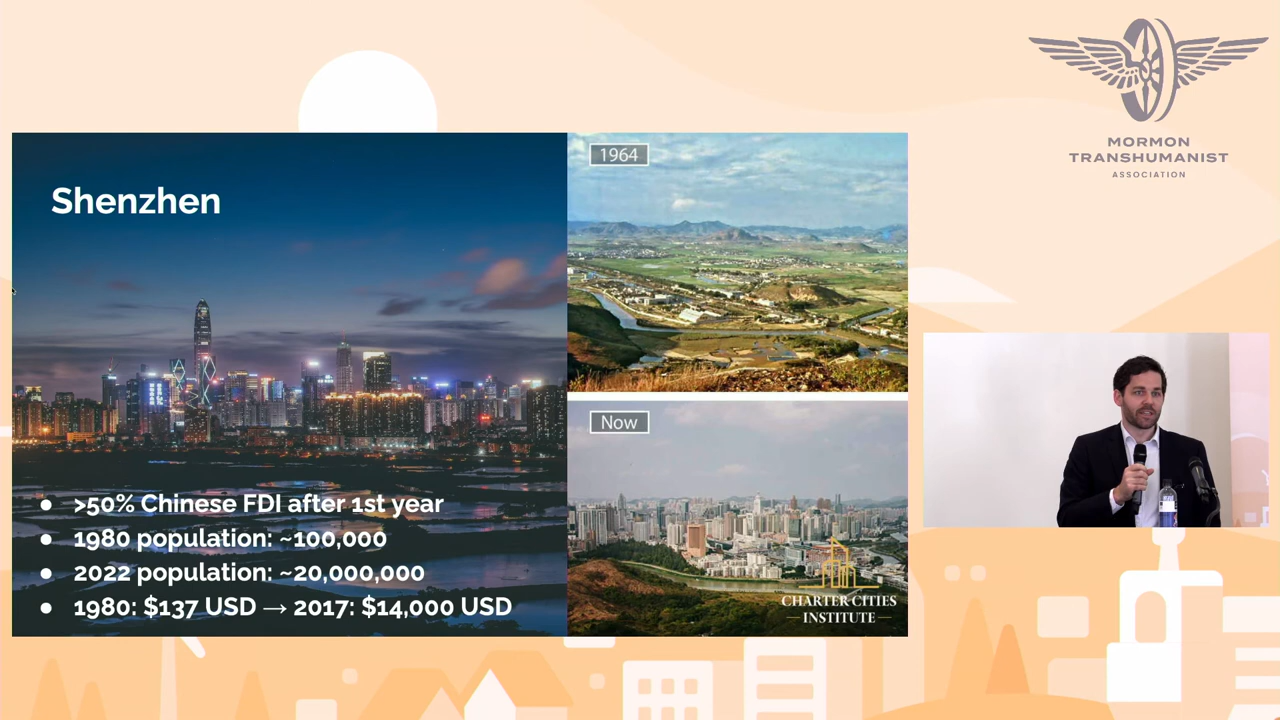 MORMON
TRANSHUMANIST
ASSOCIATION
Shenzhen
● >50% Chinese FDI after 1st year
● 1980 population: ~100,000
● 2022 population: ~20,000,000
● 1980: $137 USD → 2017: $14,000 USD
1964
Now
CHARTER CITIES
INSTITUTE